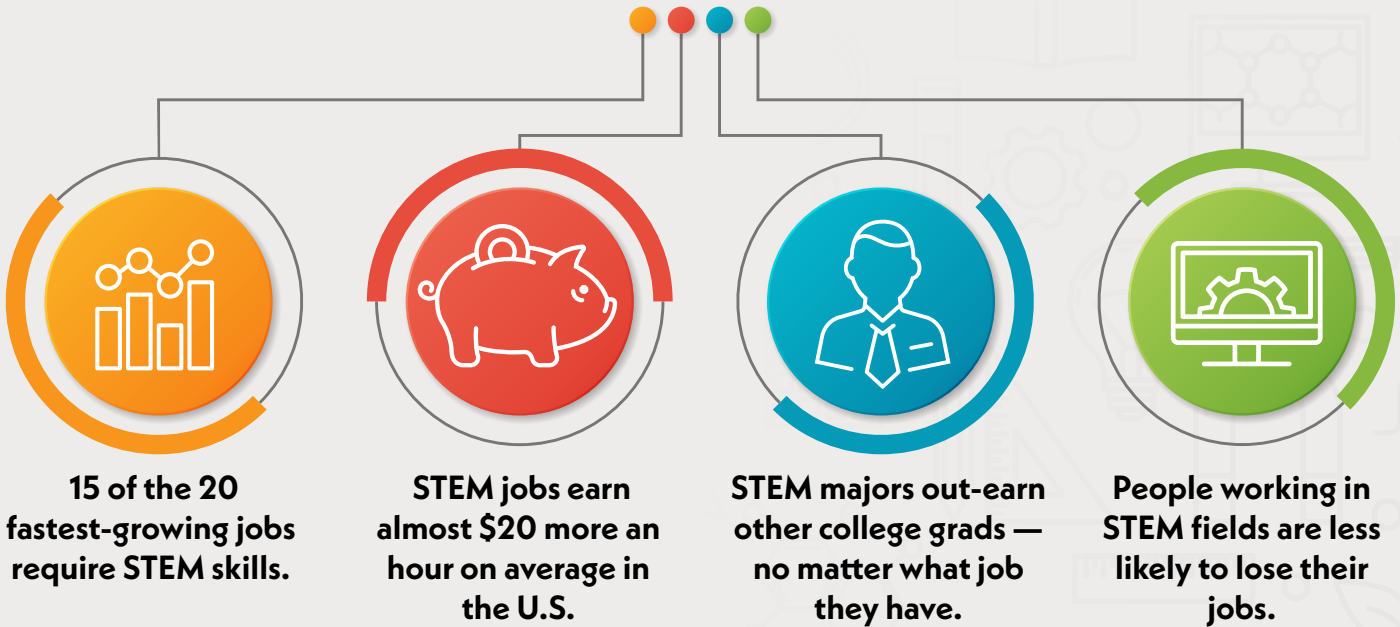 15 of the 20
fastest-growing jobs
require STEM skills.
STEM jobs earn
almost $20 more an
hour on average in
the U.S.
STEM majors out-earn
other college grads —
no matter what job
they have.
People working in
STEM fields are less
likely to lose their
jobs.